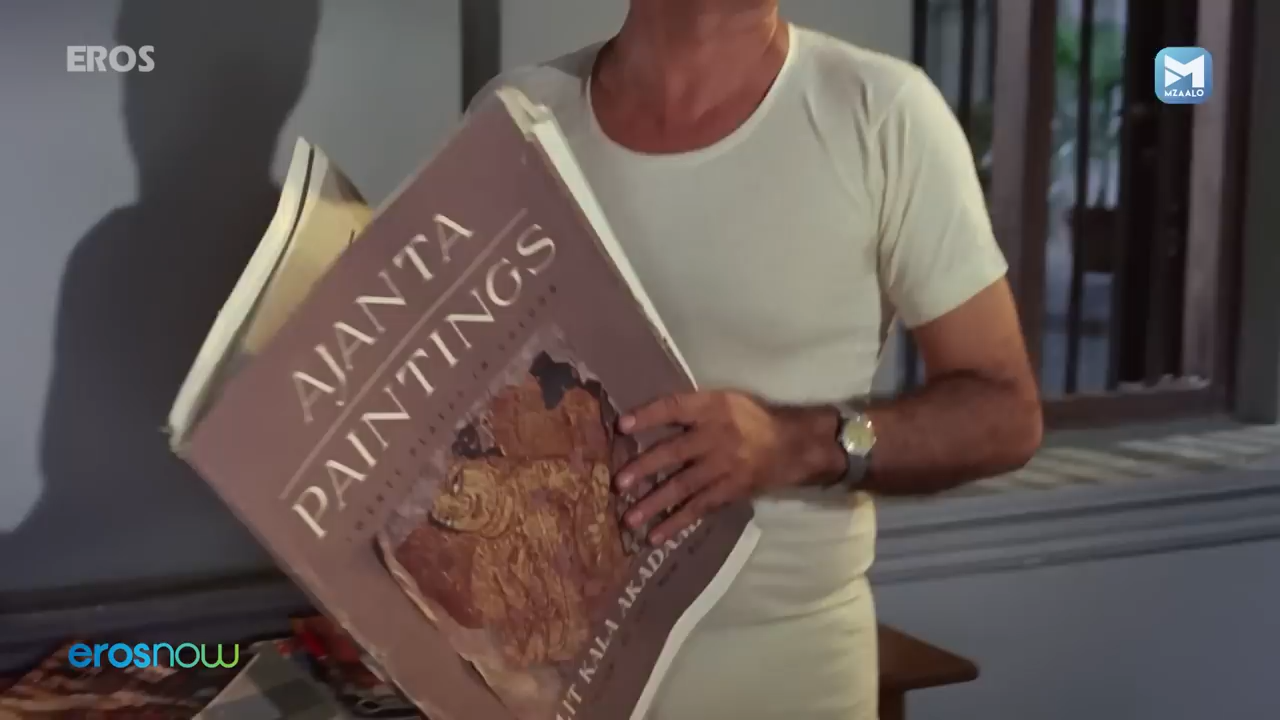 EROS
MZAALO
AJANTA
PAINTINGS
LIT KALA AKADAMI
erosnow